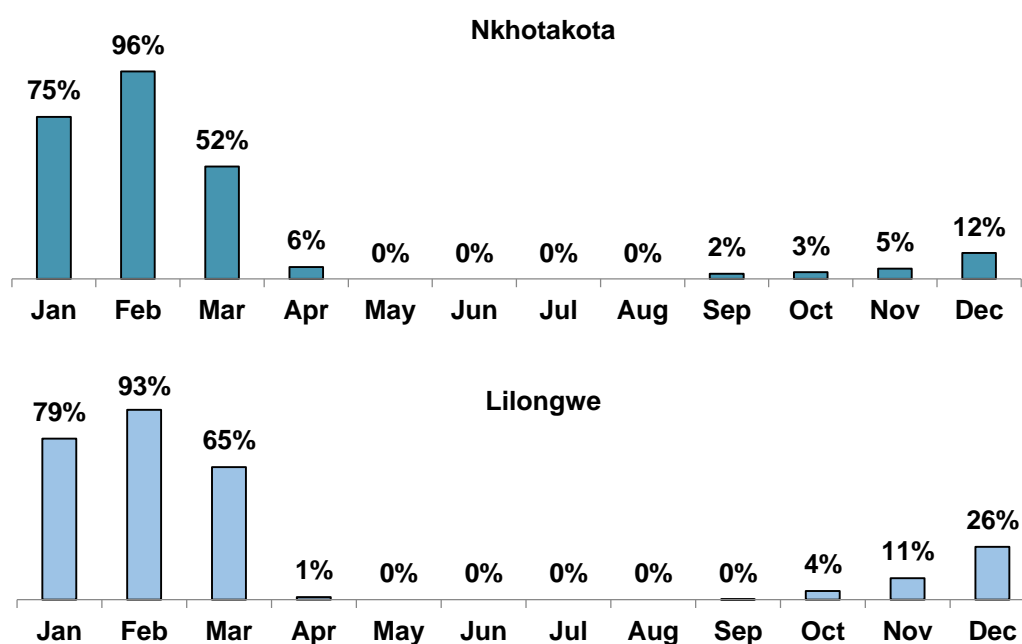 Nkhotakota
96%
75%
52%
6% 0% 0% 0% 0% 2% 3% 5% 12%
Jan Feb Mar Apr May Jun Jul Aug Sep Oct Nov Dec
Lilongwe
93%
79%
65%
1% 0% 0% 0% 0% 0% 4% 11% 26%
Jan Feb Mar Apr May Jun Jul Aug Sep Oct Nov Dec